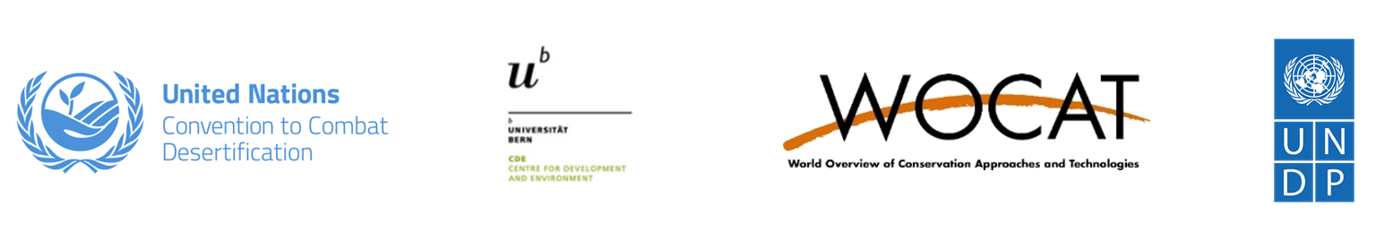 United Nations
Convention to Combat
Desertification
u
b
b
UNIVERSITÄT
BERN
CDE
CENTRE FOR DEVELOPMENT
AND ENVIRONMENT
WOCAT
World Overview of Conservation Approaches and Technologies
U N
D P